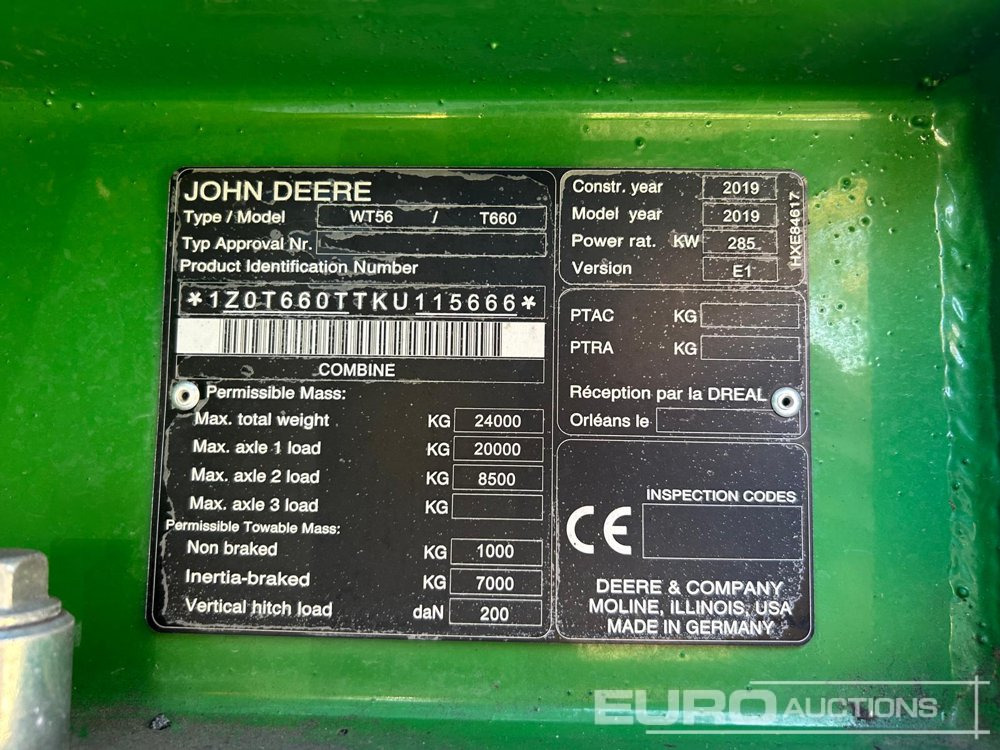 JOHN DEERE
Type / Model WT56 / T660
Typ Approval Nr.
Product Identification Number
*1Z0T660TTKU115666*
COMBINE
Permissible Mass:
Max. total weight KG 24000
Max. axle 1 load KG 20000
Max. axle 2 load KG 8500
Max. axle 3 load KG
Permissible Towable Mass:
Non braked KG 1000
Inertia-braked KG 7000
Vertical hitch load daN 200
Constr. year 2019
Model year 2019
Power rat. KW 285
Version E1
HXE84617
PTAC KG
PTRA KG
Réception par la DREAL
Orléans le
INSPECTION CODES
CE
DEERE & COMPANY
MOLINE, ILLINOIS, USA
MADE IN GERMANY
EURO AUCTIONS